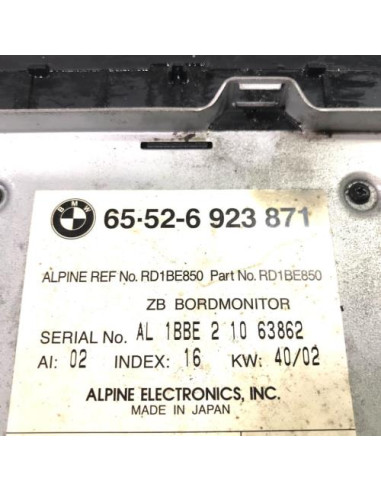 BMW
65-52-6 923 871
ALPINE REF No. RD1BE850 Part No. RD1BE850
ZB BORDMONITOR
SERIAL No. AL 1BBE 2 10 63862
AI: 02 INDEX: 16 KW: 40/02
ALPINE ELECTRONICS, INC.
MADE IN JAPAN